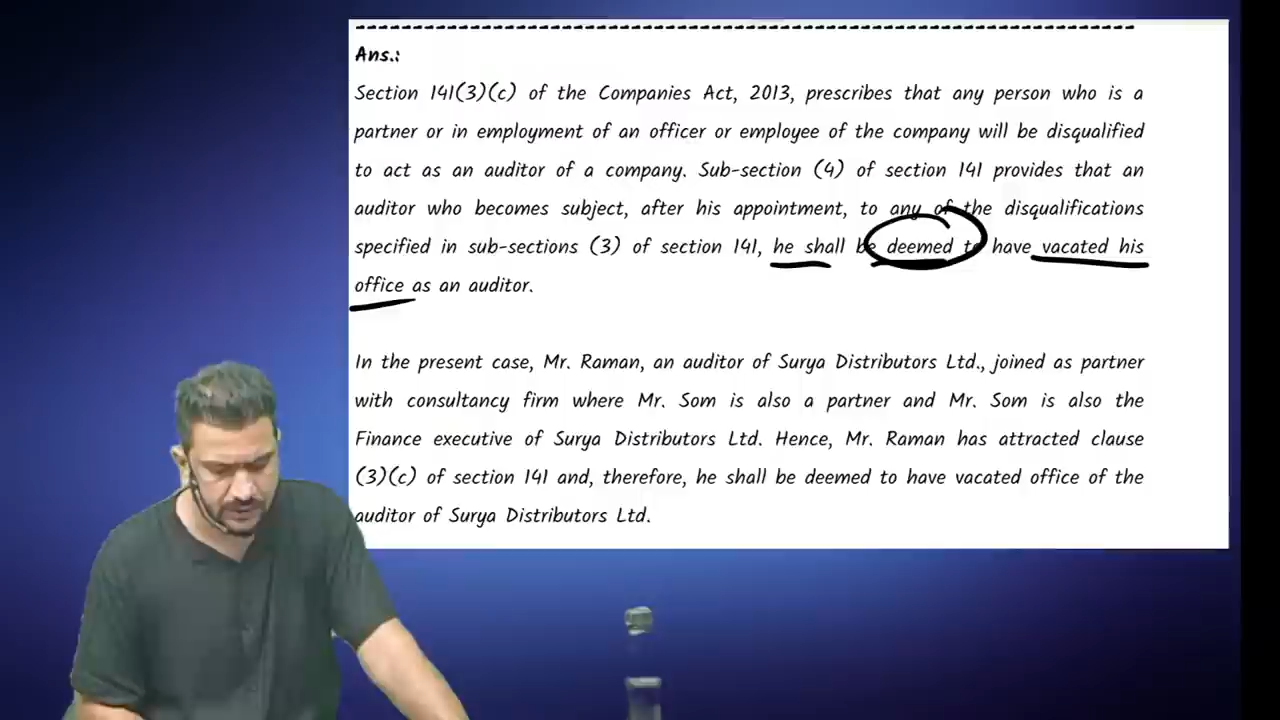 Ans.:
Section 141(3)(c) of the Companies Act, 2013, prescribes that any person who is a
partner or in employment of an officer or employee of the company will be disqualified
to act as an auditor of a company. Sub-section (4) of section 141 provides that an
auditor who becomes subject, after his appointment, to any of the disqualifications
specified in sub-sections (3) of section 141, he shall be deemed to have vacated his
office as an auditor.
In the present case, Mr. Raman, an auditor of Surya Distributors Ltd., joined as partner
with consultancy firm where Mr. Som is also a partner and Mr. Som is also the
Finance executive of Surya Distributors Ltd. Hence, Mr. Raman has attracted clause
(3)(c) of section 141 and, therefore, he shall be deemed to have vacated office of the
auditor of Surya Distributors Ltd.